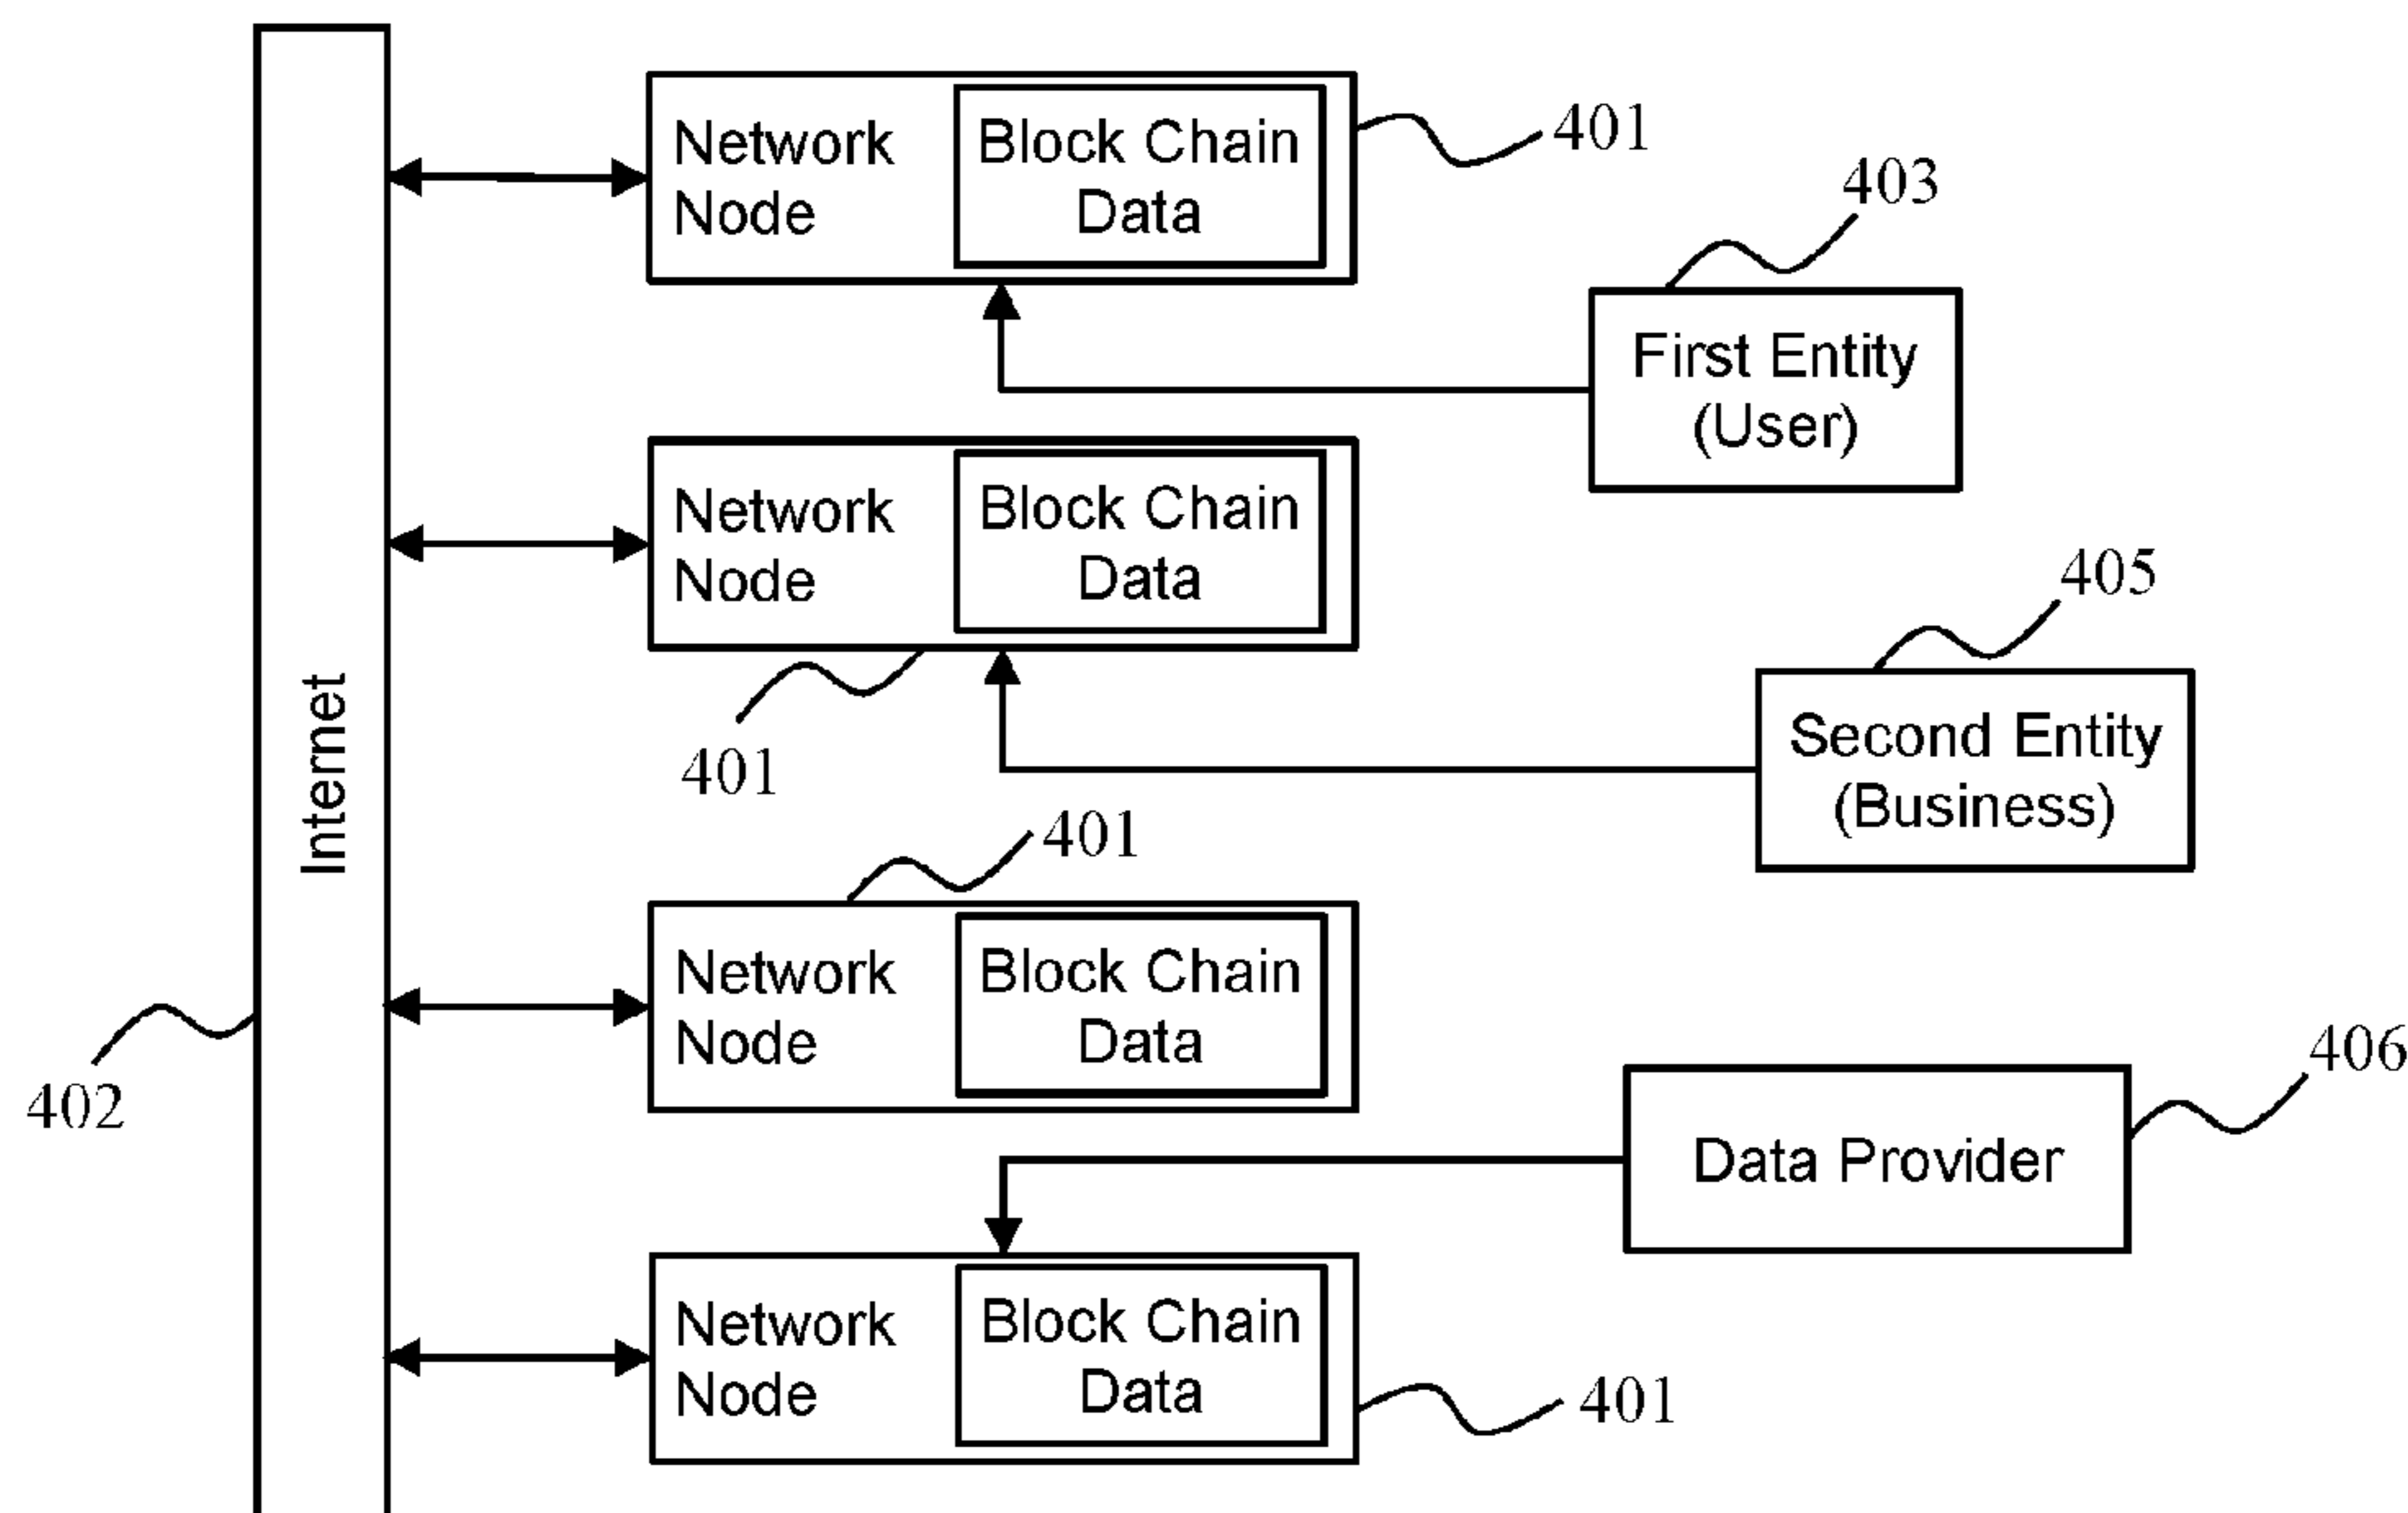 Network
Node
Block Chain
Data
401
403
First Entity
(User)
Network
Node
Block Chain
Data
401
405
Second Entity
(Business)
Internet
401
Network
Node
Block Chain
Data
402
406
Data Provider
Network
Node
Block Chain
Data
401